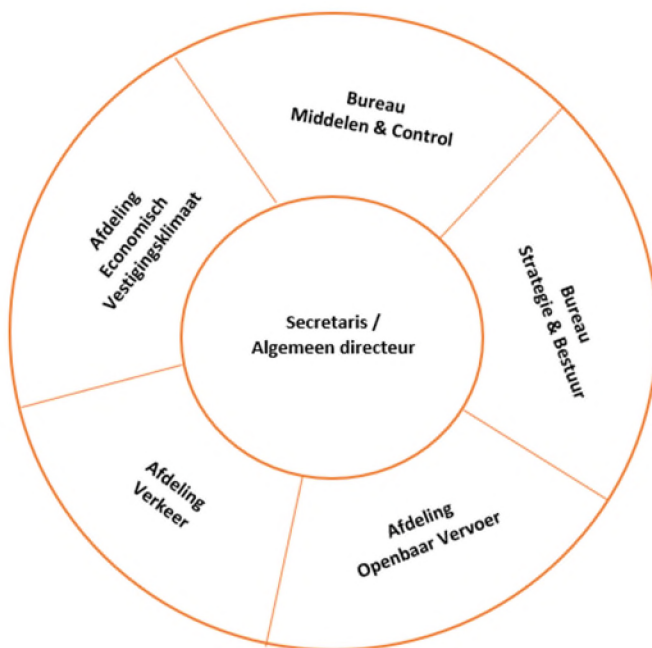 Bureau
Middelen & Control
Afdeling
Economisch
Vestigingsklimaat
Bureau
Strategie & Bestuur
Secretaris /
Algemeen directeur
Afdeling
Verkeer
Afdeling
Openbaar Vervoer